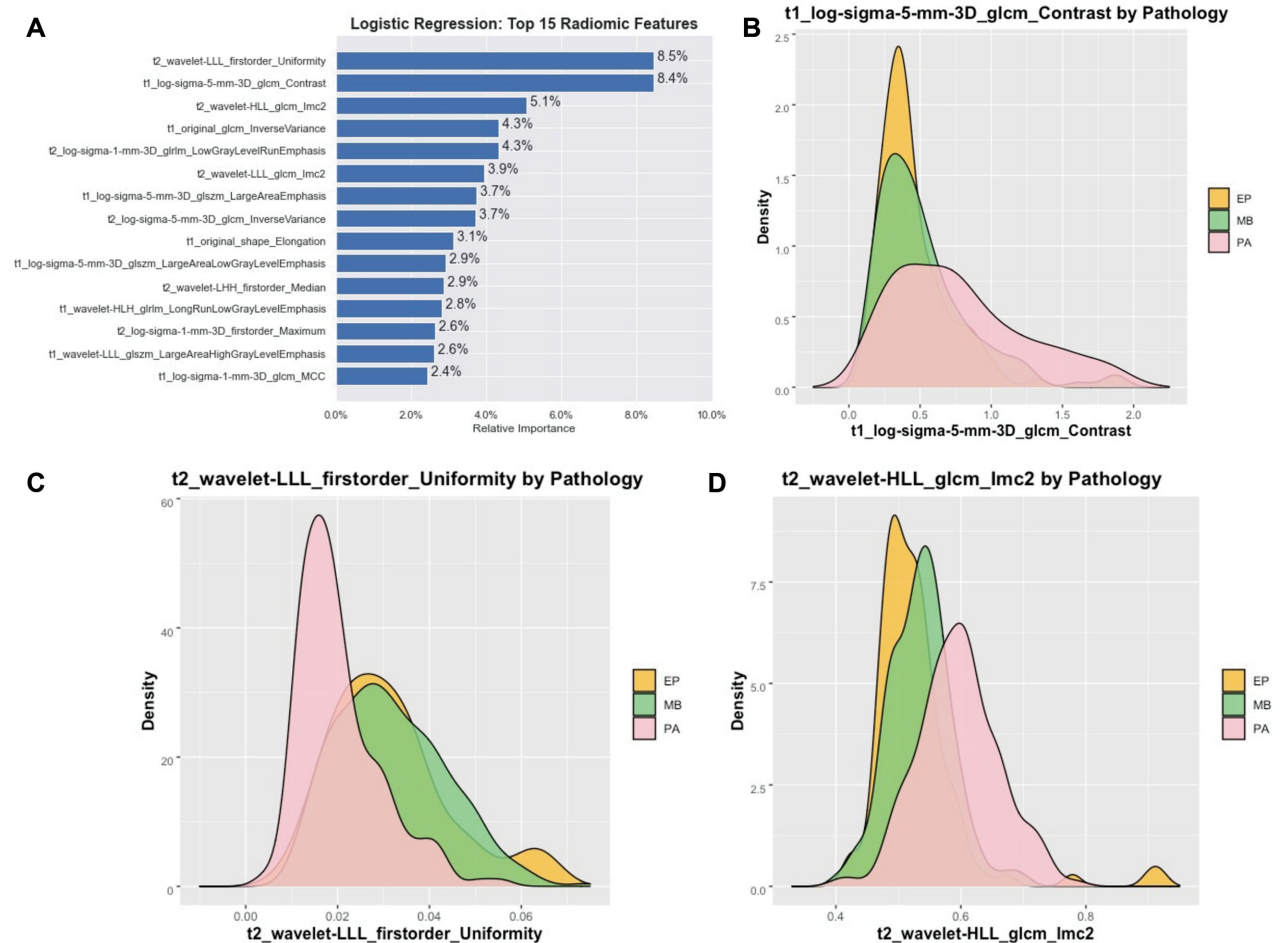 A
Logistic Regression: Top 15 Radiomic Features
t2_wavelet-LLL_firstorder_Uniformity
8.5%
t1_log-sigma-5-mm-3D_glcm_Contrast
8.4%
t2_wavelet-HLL_glcm_Imc2
5.1%
t1_original_glcm_InverseVariance
4.3%
t2_log-sigma-1-mm-3D_glrlm_LowGrayLevelRunEmphasis
4.3%
t2_wavelet-LLL_glcm_Imc2
3.9%
t1_log-sigma-5-mm-3D_glszm_LargeAreaEmphasis
3.7%
t2_log-sigma-5-mm-3D_glcm_InverseVariance
3.7%
t1_original_shape_Elongation
3.1%
t1_log-sigma-5-mm-3D_glszm_LargeAreaLowGrayLevelEmphasis
2.9%
t2_wavelet-LHH_firstorder_Median
2.9%
t1_wavelet-HLH_glrlm_LongRunLowGrayLevelEmphasis
2.8%
t2_log-sigma-1-mm-3D_firstorder_Maximum
2.6%
t1_wavelet-LLL_glszm_LargeAreaHighGrayLevelEmphasis
2.6%
t1_log-sigma-1-mm-3D_glcm_MCC
2.4%
0.0% 2.0% 4.0% 6.0% 8.0% 10.0%
Relative Importance
B
t1_log-sigma-5-mm-3D_glcm_Contrast by Pathology
2.5
2.0
1.5
1.0
0.5
0.0
Density
0.0 0.5 1.0 1.5 2.0
t1_log-sigma-5-mm-3D_glcm_Contrast
EP
MB
PA
C
t2_wavelet-LLL_firstorder_Uniformity by Pathology
60
40
20
0
Density
0.00 0.02 0.04 0.06
t2_wavelet-LLL_firstorder_Uniformity
EP
MB
PA
D
t2_wavelet-HLL_glcm_Imc2 by Pathology
7.5
5.0
2.5
0.0
Density
0.4 0.6 0.8
t2_wavelet-HLL_glcm_Imc2
EP
MB
PA